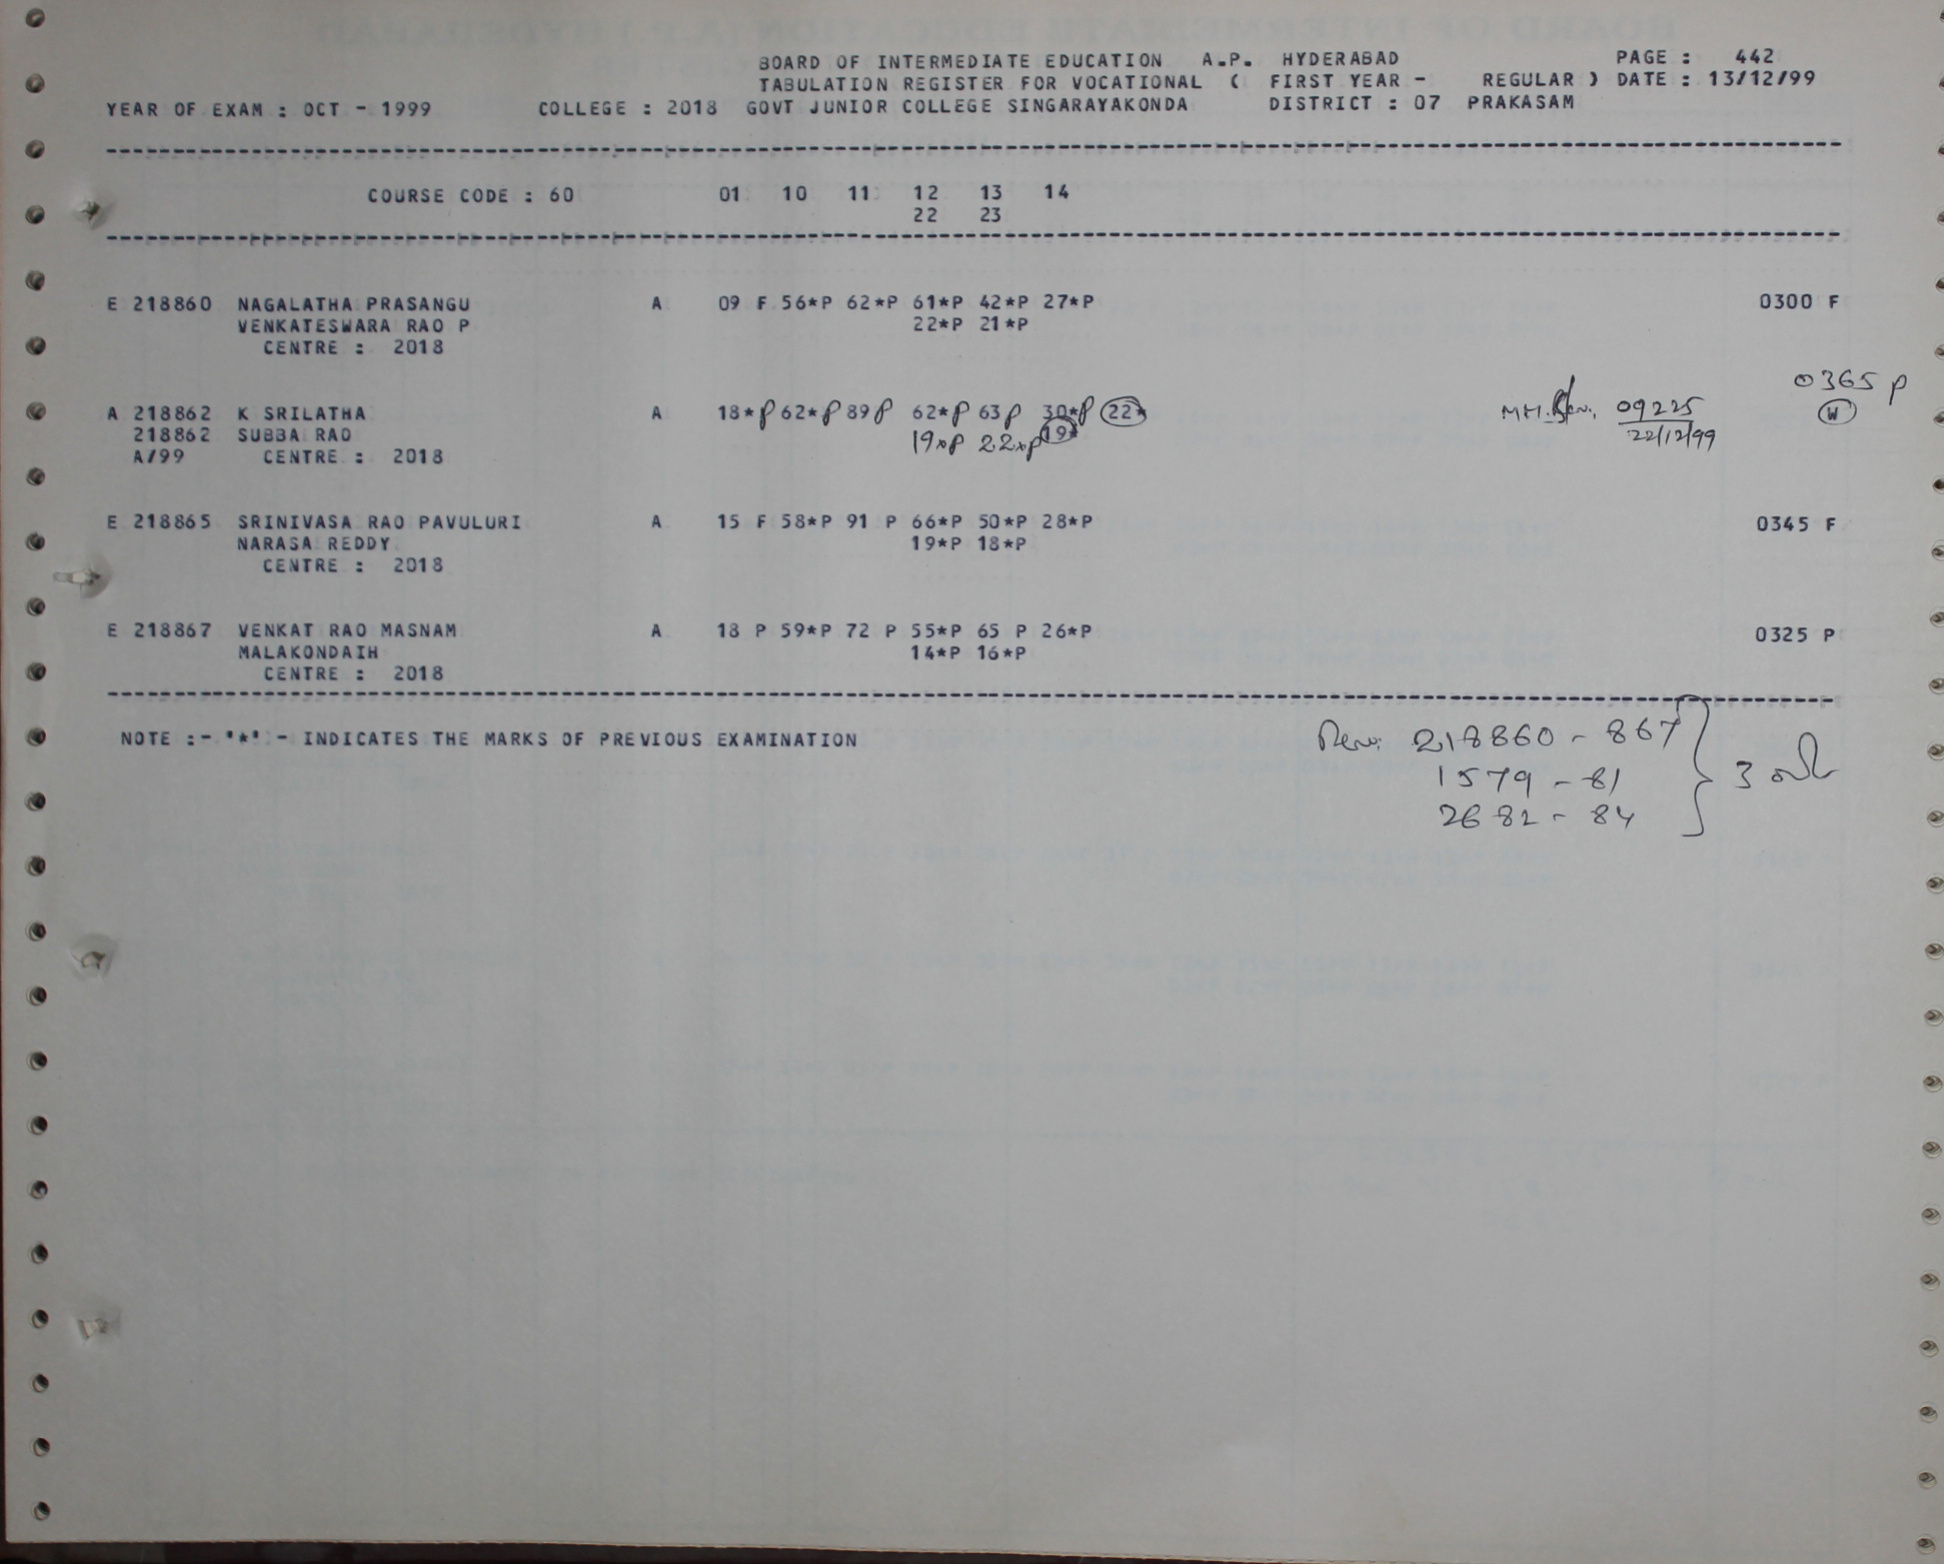 BOARD OF INTERMEDIATE EDUCATION A.P. HYDERABAD PAGE : 442
TABULATION REGISTER FOR VOCATIONAL ( FIRST YEAR - REGULAR ) DATE : 13/12/99
YEAR OF EXAM : OCT - 1999 COLLEGE : 2018 GOVT JUNIOR COLLEGE SINGARAYAKONDA DISTRICT : 07 PRAKASAM
COURSE CODE : 60 01 10 11 12 13 14
22 23
E 218860 NAGALATHA PRASANGU A 09 F 56*P 62*P 61*P 42*P 27*P 0300 F
VENKATESWARA RAO P 22*P 21*P
CENTRE : 2018
0365 P
A 218862 K SRILATHA A 18*P 62*P 89 P 62*P 63 P 30*P 22* 09225 W
218862 SUBBA RAO 19*P 22*P 19* 22/12/99
A/99 CENTRE : 2018
E 218865 SRINIVASA RAO PAVULURI A 15 F 58*P 91 P 66*P 50*P 28*P 0345 F
NARASA REDDY 19*P 18*P
CENTRE : 2018
E 218867 VENKAT RAO MASNAM A 18 P 59*P 72 P 55*P 65 P 26*P 0325 P
MALAKONDAIH 14*P 16*P
CENTRE : 2018
NOTE :- '*' - INDICATES THE MARKS OF PREVIOUS EXAMINATION
218860 - 867
1579 - 81
2682 - 84
3